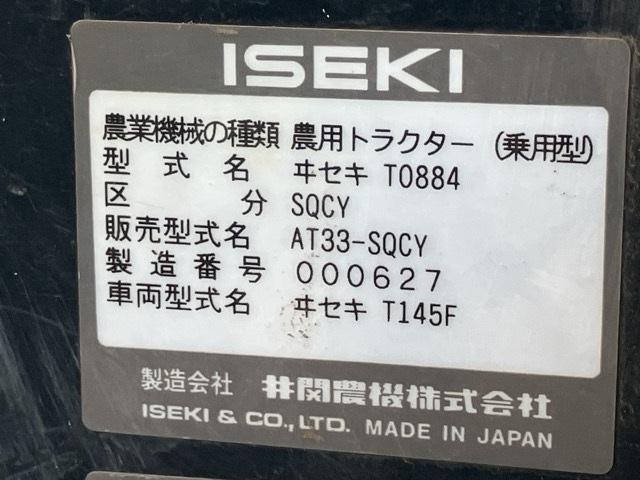 ISEKI
農業機械の種類 農用トラクター (乗用型)
型式名 ヰセキ T0884
区分 SQCY
販売型式名 AT33-SQCY
製造番号 000627
車両型式名 ヰセキ T145F
製造会社 井関農機株式会社
ISEKI & CO., LTD. MADE IN JAPAN